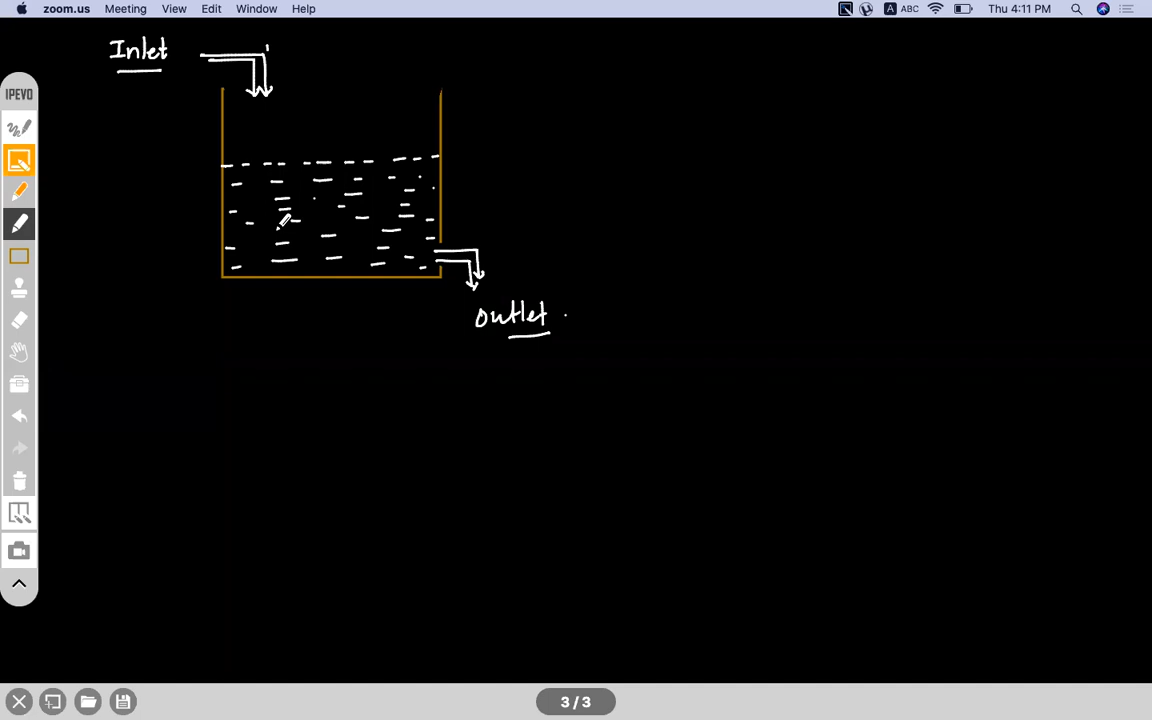 zoom.us Meeting View Edit Window Help A ABC Thu 4:11 PM
Inlet
IPEVO
outlet
3 / 3